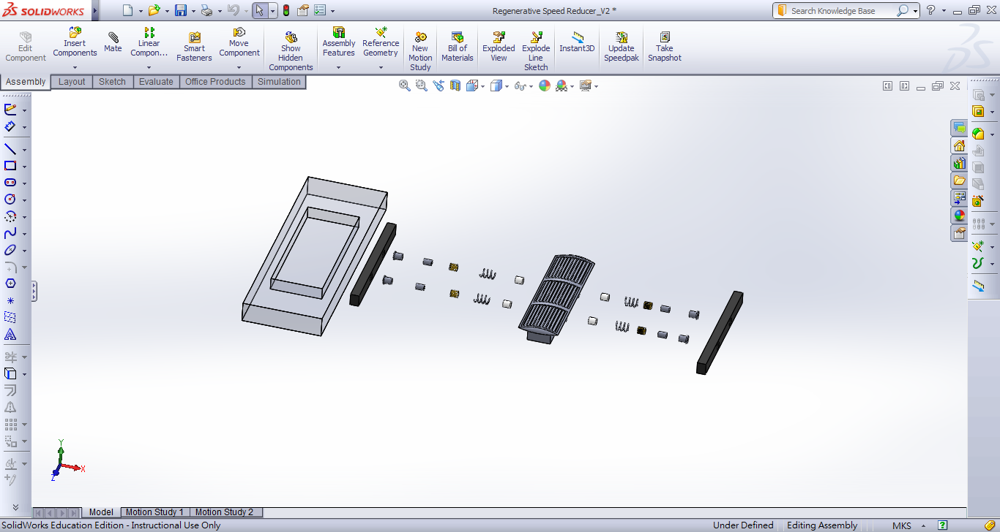 SOLIDWORKS
Regenerative Speed Reducer_V2 *
Search Knowledge Base
?
Edit
Component
Insert
Components
Mate
Linear
Compon...
Smart
Fasteners
Move
Component
Show
Hidden
Components
Assembly
Features
Reference
Geometry
New
Motion
Study
Bill of
Materials
Exploded
View
Explode
Line
Sketch
Instant3D
Update
Speedpak
Take
Snapshot
Assembly
Layout
Sketch
Evaluate
Office Products
Simulation
Y
X
Z
Model
Motion Study 1
Motion Study 2
SolidWorks Education Edition - Instructional Use Only
Under Defined
Editing Assembly
MKS
?